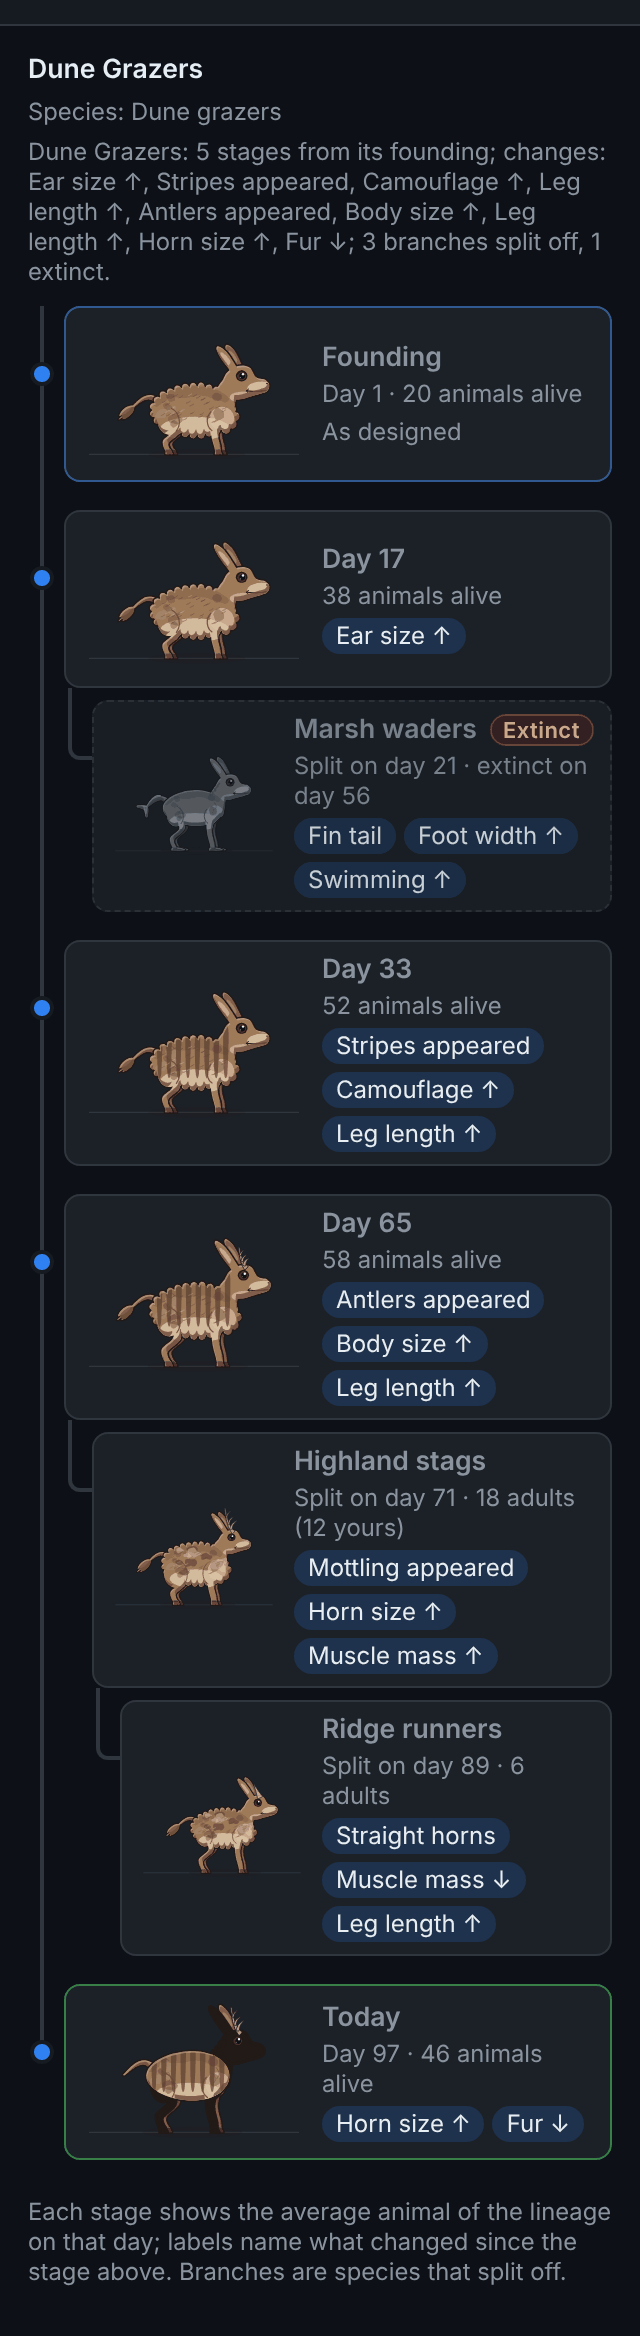 Dune Grazers
Species: Dune grazers
Dune Grazers: 5 stages from its founding; changes:
Ear size ↑, Stripes appeared, Camouflage ↑, Leg
length ↑, Antlers appeared, Body size ↑, Leg
length ↑, Horn size ↑, Fur ↓; 3 branches split off, 1
extinct.
Founding
Day 1 · 20 animals alive
As designed
Day 17
38 animals alive
Ear size ↑
Marsh waders Extinct
Split on day 21 · extinct on
day 56
Fin tail Foot width ↑
Swimming ↑
Day 33
52 animals alive
Stripes appeared
Camouflage ↑
Leg length ↑
Day 65
58 animals alive
Antlers appeared
Body size ↑
Leg length ↑
Highland stags
Split on day 71 · 18 adults
(12 yours)
Mottling appeared
Horn size ↑
Muscle mass ↑
Ridge runners
Split on day 89 · 6
adults
Straight horns
Muscle mass ↓
Leg length ↑
Today
Day 97 · 46 animals
alive
Horn size ↑ Fur ↓
Each stage shows the average animal of the lineage
on that day; labels name what changed since the
stage above. Branches are species that split off.